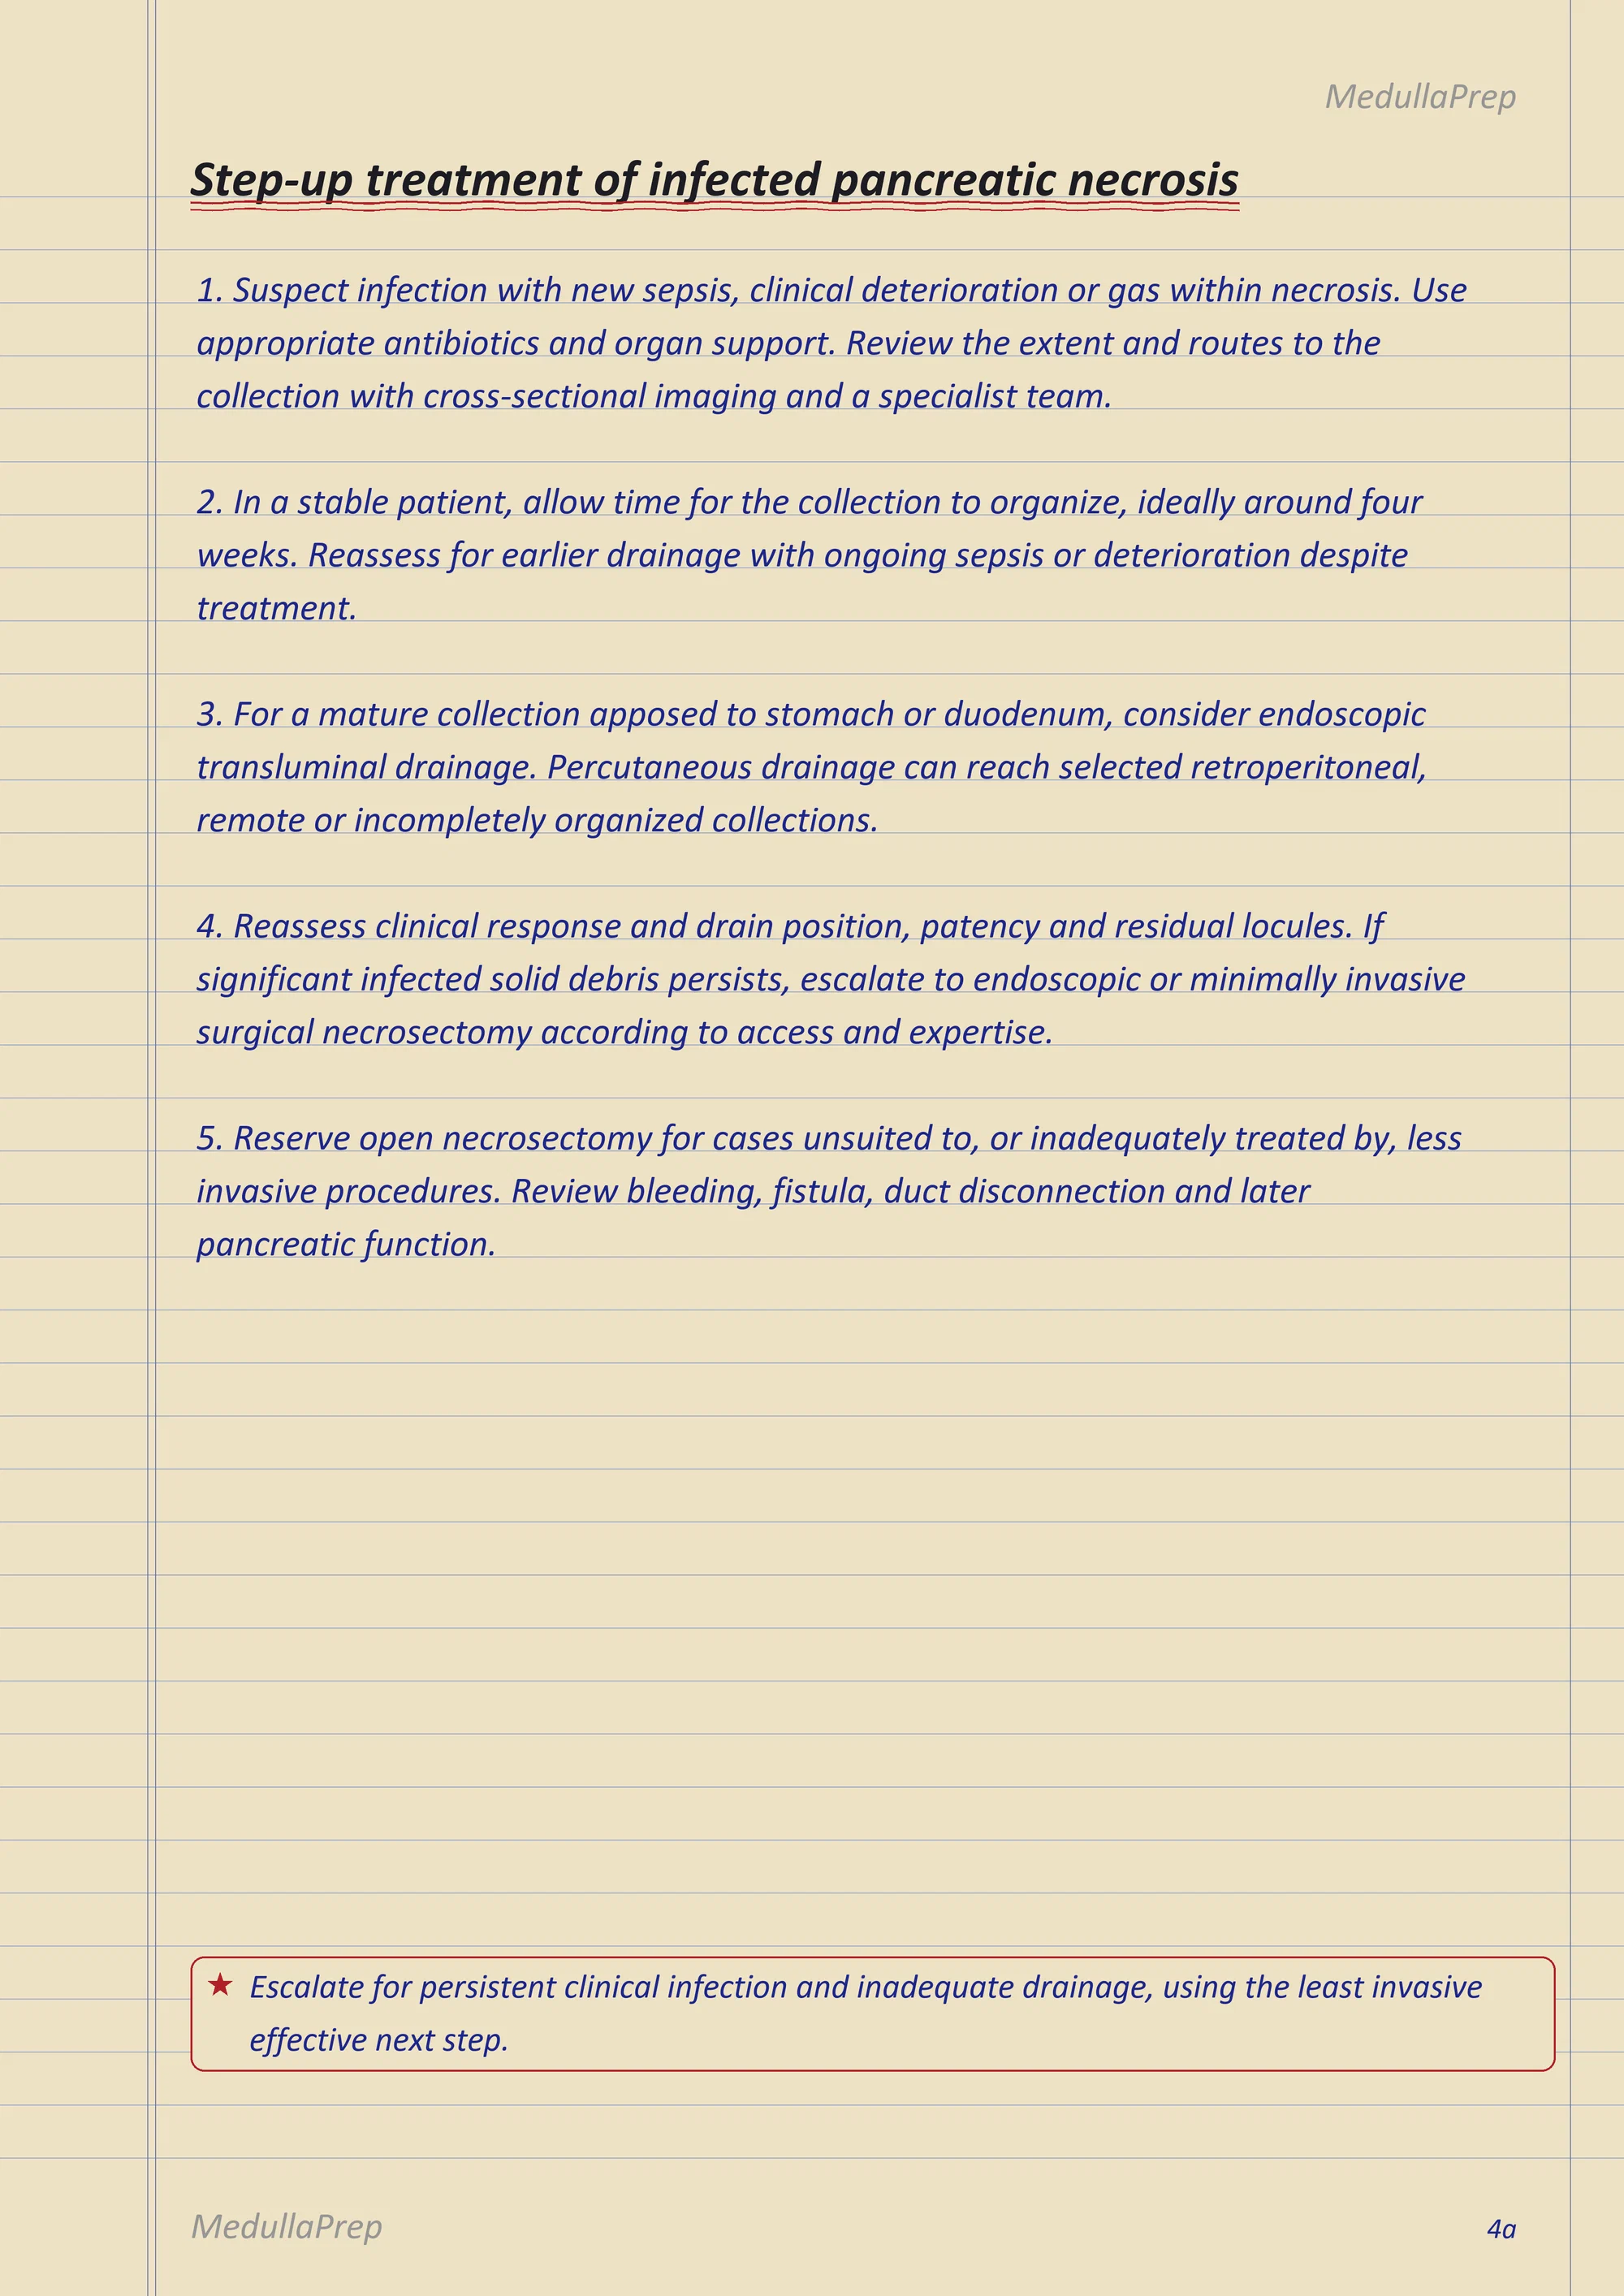 MedullaPrep
Step-up treatment of infected pancreatic necrosis
1. Suspect infection with new sepsis, clinical deterioration or gas within necrosis. Use
appropriate antibiotics and organ support. Review the extent and routes to the
collection with cross-sectional imaging and a specialist team.
2. In a stable patient, allow time for the collection to organize, ideally around four
weeks. Reassess for earlier drainage with ongoing sepsis or deterioration despite
treatment.
3. For a mature collection apposed to stomach or duodenum, consider endoscopic
transluminal drainage. Percutaneous drainage can reach selected retroperitoneal,
remote or incompletely organized collections.
4. Reassess clinical response and drain position, patency and residual locules. If
significant infected solid debris persists, escalate to endoscopic or minimally invasive
surgical necrosectomy according to access and expertise.
5. Reserve open necrosectomy for cases unsuited to, or inadequately treated by, less
invasive procedures. Review bleeding, fistula, duct disconnection and later
pancreatic function.
★ Escalate for persistent clinical infection and inadequate drainage, using the least invasive
effective next step.
MedullaPrep
4a